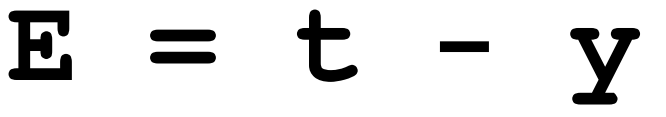 E = t - y